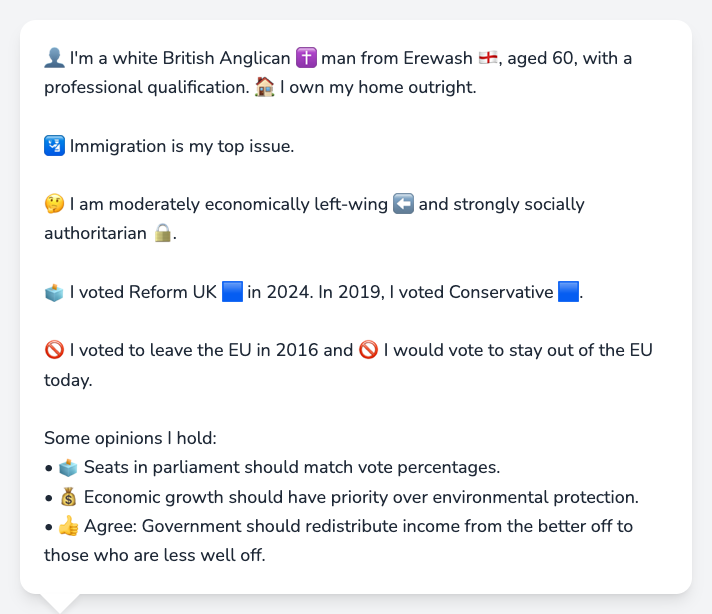 👤 I'm a white British Anglican ✝️ man from Erewash 🏴󠁧󠁢󠁥󠁮󠁧󠁿, aged 60, with a
professional qualification. 🏠 I own my home outright.
🛂 Immigration is my top issue.
🤔 I am moderately economically left-wing ⬅️ and strongly socially
authoritarian 🔒.
🗳️ I voted Reform UK 🟦 in 2024. In 2019, I voted Conservative 🟦.
🚫 I voted to leave the EU in 2016 and 🚫 I would vote to stay out of the EU
today.
Some opinions I hold:
• 🗳️ Seats in parliament should match vote percentages.
• 💰 Economic growth should have priority over environmental protection.
• 👍 Agree: Government should redistribute income from the better off to
those who are less well off.